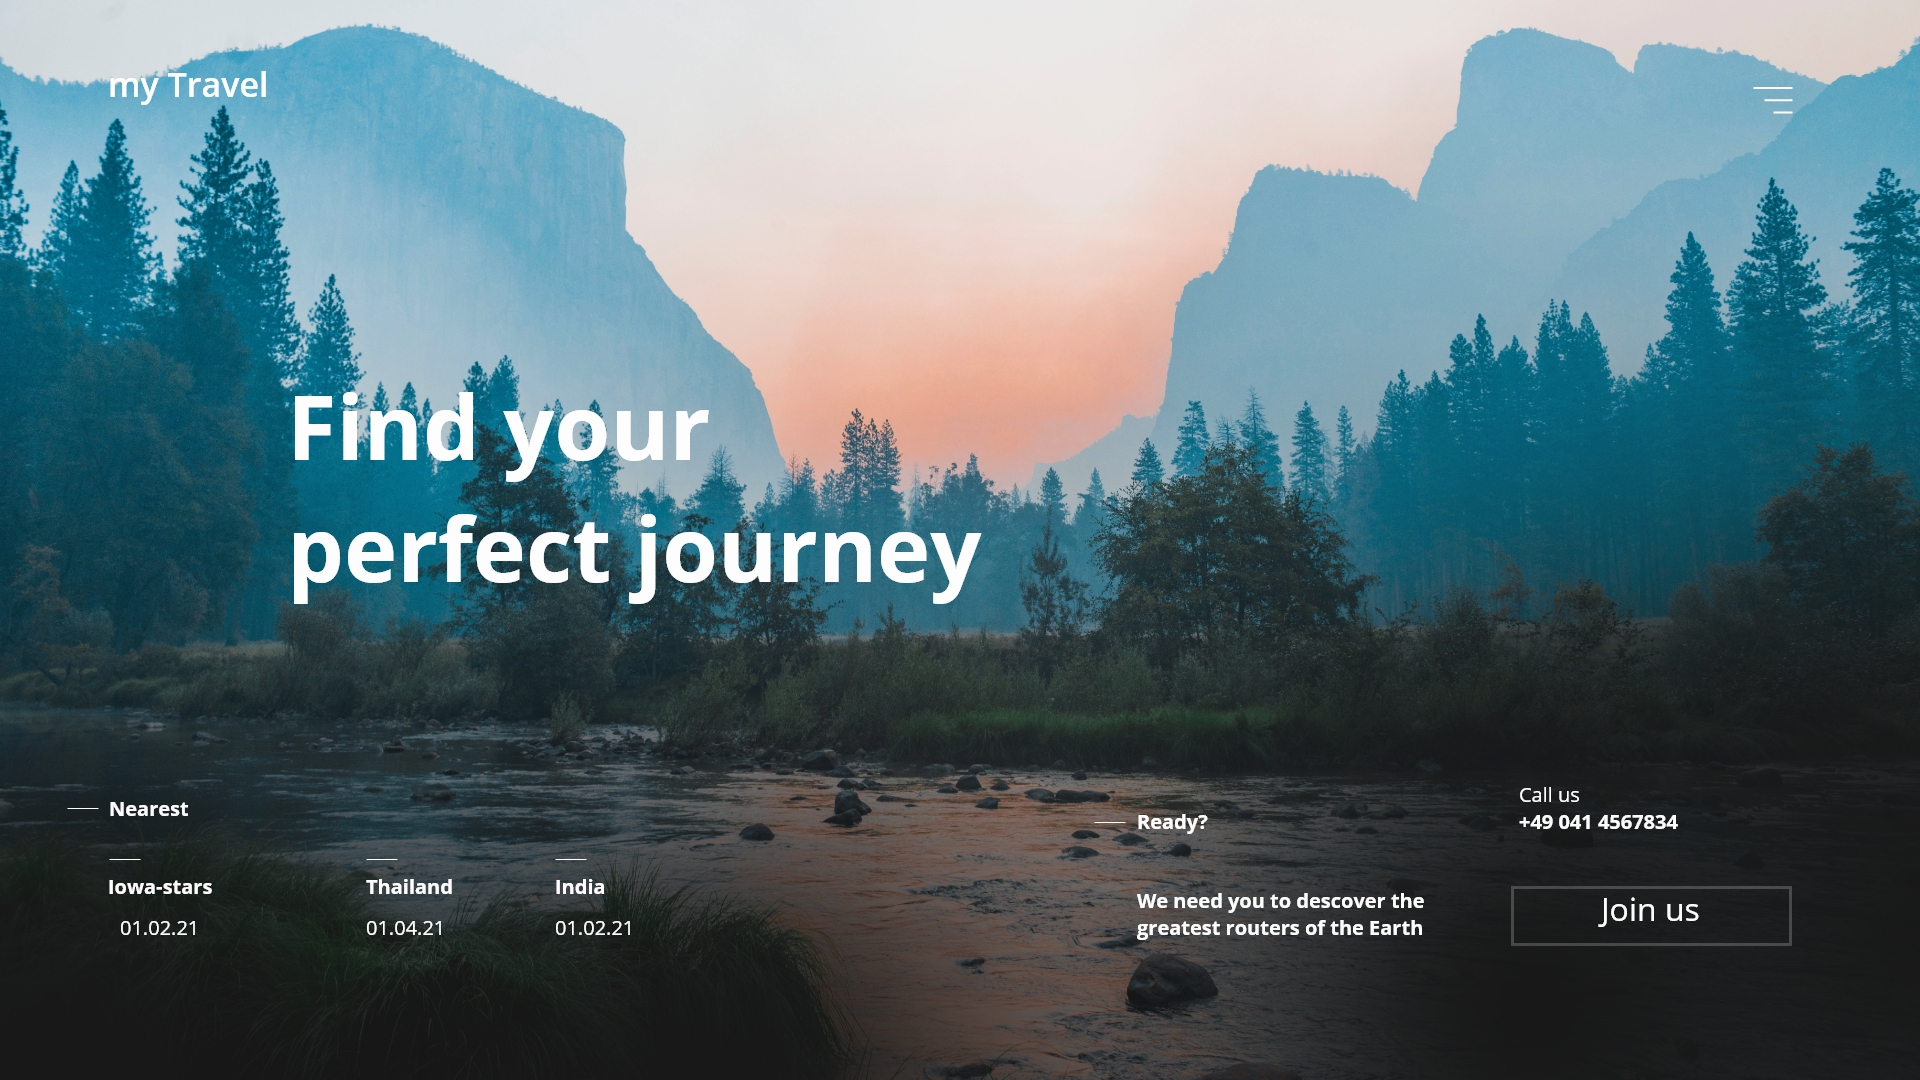 my Travel
Find your
perfect journey
Nearest
Iowa-stars
01.02.21
Thailand
01.04.21
India
01.02.21
Ready?
We need you to descover the
greatest routers of the Earth
Call us
+49 041 4567834
Join us